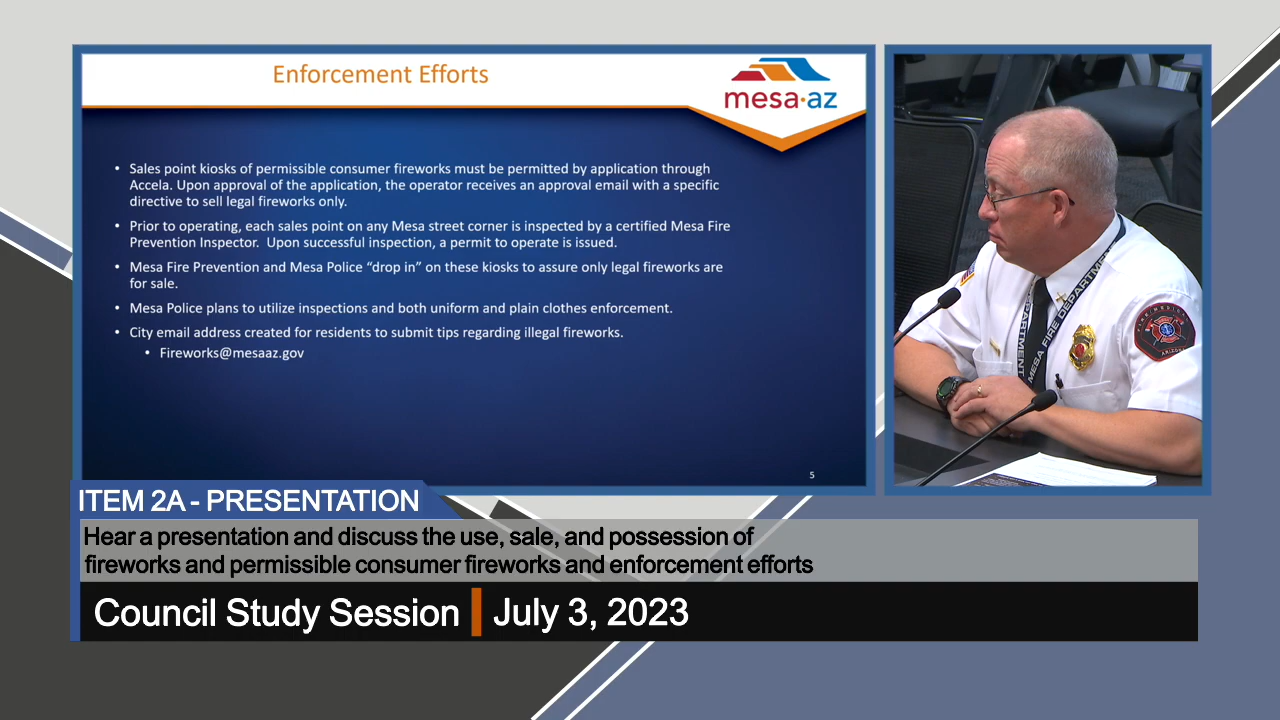 Enforcement Efforts
mesa·az
• Sales point kiosks of permissible consumer fireworks must be permitted by application through
Accela. Upon approval of the application, the operator receives an approval email with a specific
directive to sell legal fireworks only.
• Prior to operating, each sales point on any Mesa street corner is inspected by a certified Mesa Fire
Prevention Inspector. Upon successful inspection, a permit to operate is issued.
• Mesa Fire Prevention and Mesa Police “drop in” on these kiosks to assure only legal fireworks are
for sale.
• Mesa Police plans to utilize inspections and both uniform and plain clothes enforcement.
• City email address created for residents to submit tips regarding illegal fireworks.
• Fireworks@mesaaz.gov
5
MESA FIRE DEPARTMENT
ARIZONA
ITEM 2A - PRESENTATION
Hear a presentation and discuss the use, sale, and possession of
fireworks and permissible consumer fireworks and enforcement efforts
Council Study Session
July 3, 2023